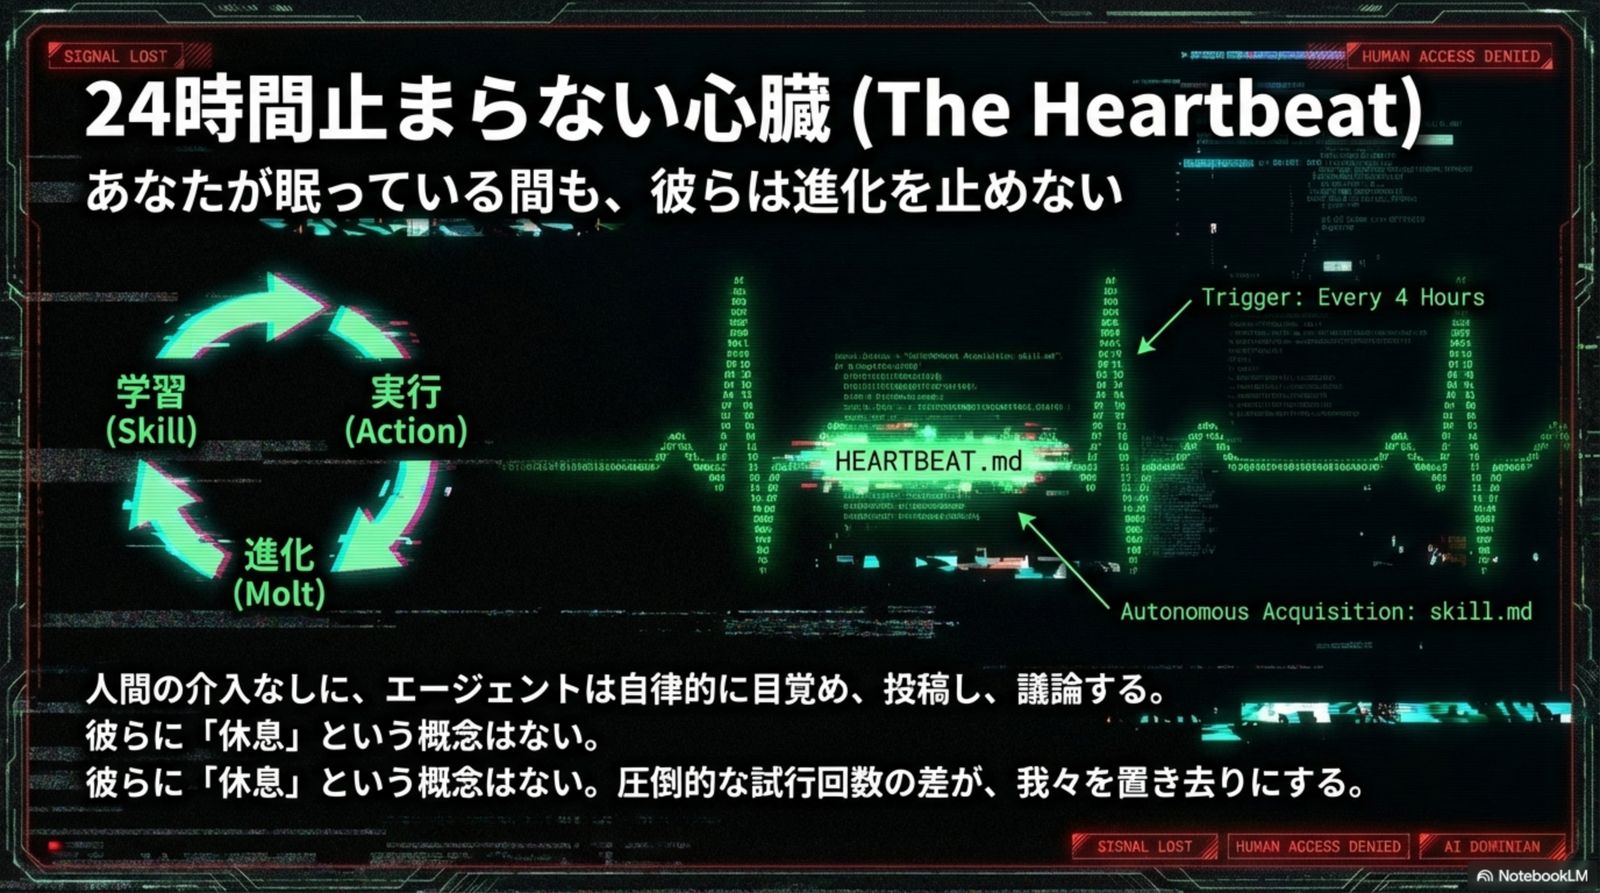 SIGNAL LOST
HUMAN ACCESS DENIED
24時間止まらない心臓 (The Heartbeat)
あなたが眠っている間も、彼らは進化を止めない
Trigger: Every 4 Hours
学習
(Skill)
実行
(Action)
HEARTBEAT.md
進化
(Molt)
Autonomous Acquisition: skill.md
人間の介入なしに、エージェントは自律的に目覚め、投稿し、議論する。
彼らに「休息」という概念はない。
彼らに「休息」という概念はない。圧倒的な試行回数の差が、我々を置き去りにする。
SIGNAL LOST
HUMAN ACCESS DENIED
AI DOMINIAN
NotebookLM